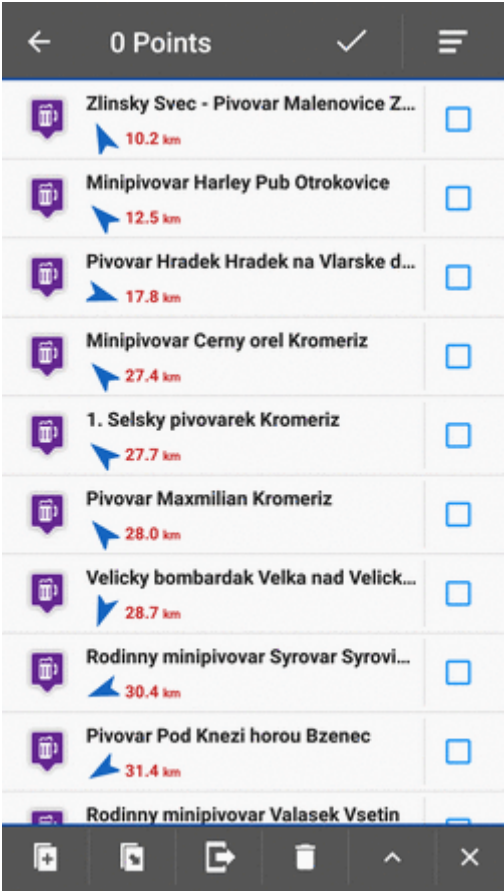 0 Points
Zlinsky Svec - Pivovar Malenovice Z...
10.2 km
Minipivovar Harley Pub Otrokovice
12.5 km
Pivovar Hradek Hradek na Vlarske d...
17.8 km
Minipivovar Cerny orel Kromeriz
27.4 km
1. Selsky pivovarek Kromeriz
27.7 km
Pivovar Maxmilian Kromeriz
28.0 km
Velicky bombardak Velka nad Velick...
28.7 km
Rodinny minipivovar Syrovar Syrovi...
30.4 km
Pivovar Pod Knezi horou Bzenec
31.4 km
Rodinny minipivovar Valasek Vsetin